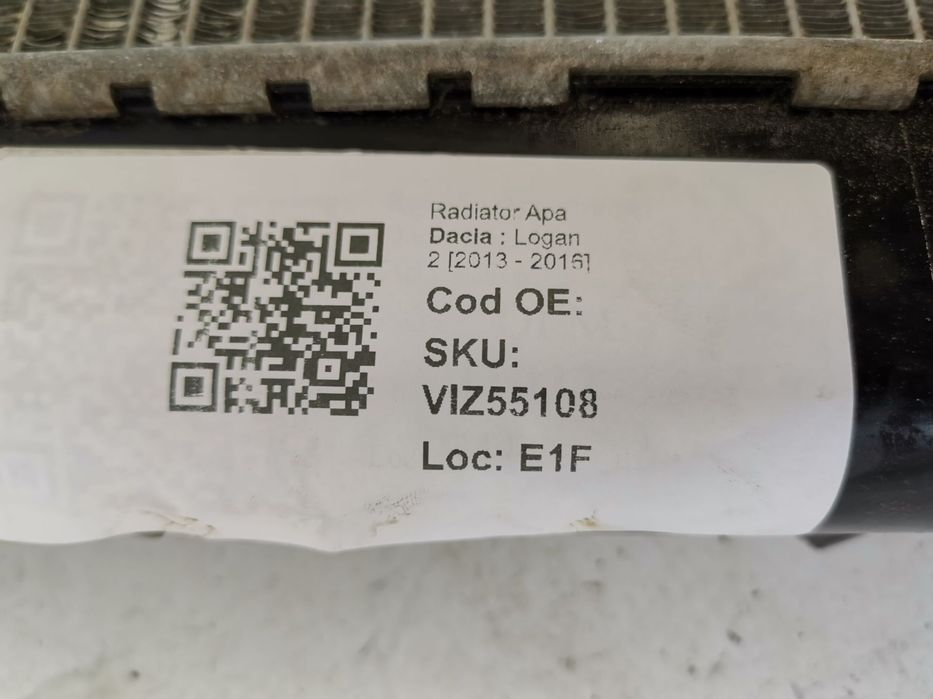 Radiator Apa
Dacia : Logan
2 [2013 - 2016]
Cod OE:
SKU:
VIZ55108
Loc: E1F